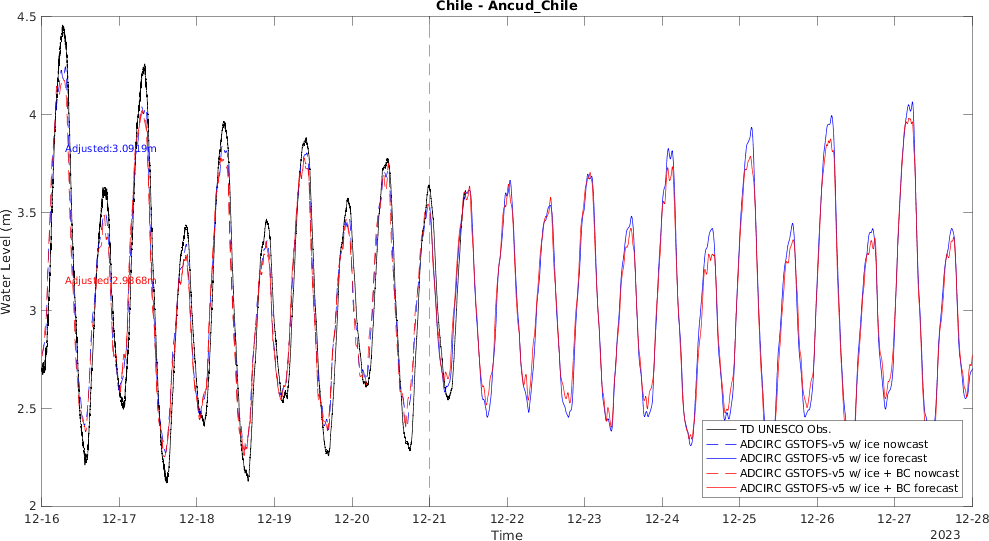 Chile - Ancud_Chile
Water Level (m)
4.5
4
3.5
3
2.5
2
Adjusted:3.0919m
Adjusted:2.9868m
12-16
12-17
12-18
12-19
12-20
12-21
12-22
12-23
12-24
12-25
12-26
12-27
12-28
Time
2023
TD UNESCO Obs.
ADCIRC GSTOFS-v5 w/ ice nowcast
ADCIRC GSTOFS-v5 w/ ice forecast
ADCIRC GSTOFS-v5 w/ ice + BC nowcast
ADCIRC GSTOFS-v5 w/ ice + BC forecast